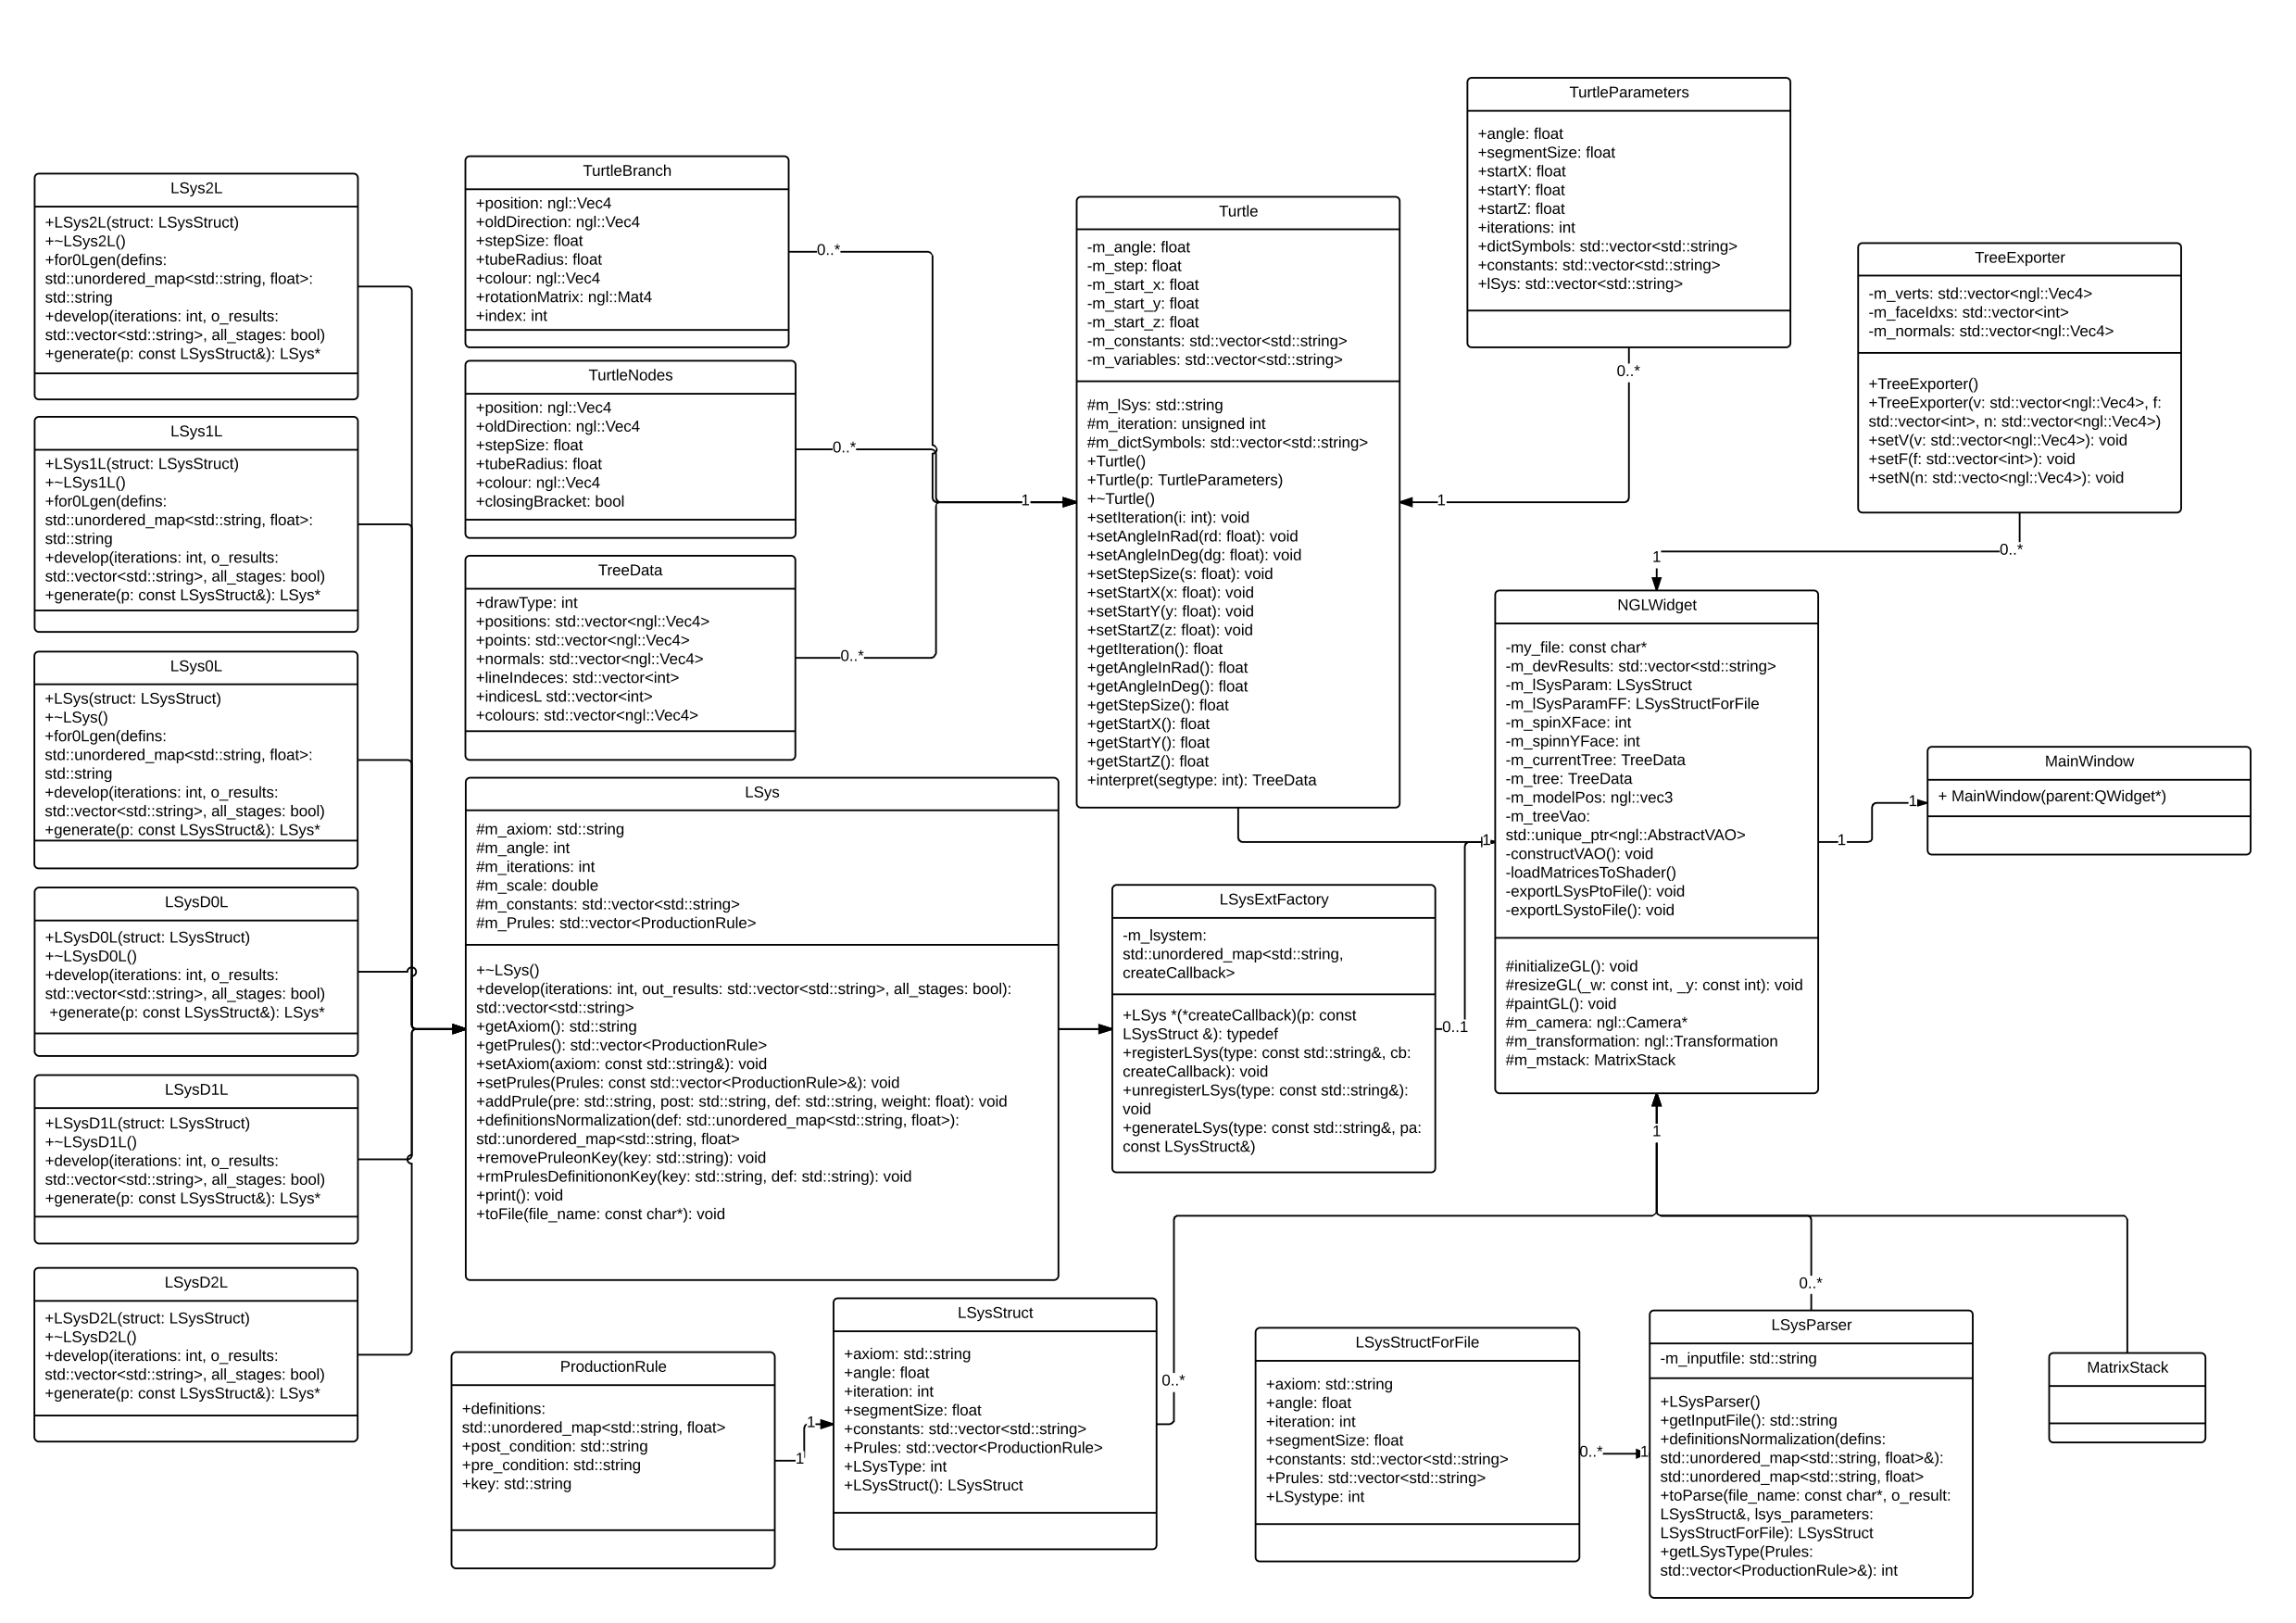 LSys2L
+LSys2L(struct: LSysStruct)
+~LSys2L()
+for0Lgen(defins:
std::unordered_map<std::string, float>:
std::string
+develop(iterations: int, o_results:
std::vector<std::string>, all_stages: bool)
+generate(p: const LSysStruct&): LSys*
LSys1L
+LSys1L(struct: LSysStruct)
+~LSys1L()
+for0Lgen(defins:
std::unordered_map<std::string, float>:
std::string
+develop(iterations: int, o_results:
std::vector<std::string>, all_stages: bool)
+generate(p: const LSysStruct&): LSys*
LSys0L
+LSys(struct: LSysStruct)
+~LSys()
+for0Lgen(defins:
std::unordered_map<std::string, float>:
std::string
+develop(iterations: int, o_results:
std::vector<std::string>, all_stages: bool)
+generate(p: const LSysStruct&): LSys*
LSysD0L
+LSysD0L(struct: LSysStruct)
+~LSysD0L()
+develop(iterations: int, o_results:
std::vector<std::string>, all_stages: bool)
+generate(p: const LSysStruct&): LSys*
LSysD1L
+LSysD1L(struct: LSysStruct)
+~LSysD1L()
+develop(iterations: int, o_results:
std::vector<std::string>, all_stages: bool)
+generate(p: const LSysStruct&): LSys*
LSysD2L
+LSysD2L(struct: LSysStruct)
+~LSysD2L()
+develop(iterations: int, o_results:
std::vector<std::string>, all_stages: bool)
+generate(p: const LSysStruct&): LSys*
TurtleBranch
+position: ngl::Vec4
+oldDirection: ngl::Vec4
+stepSize: float
+tubeRadius: float
+colour: ngl::Vec4
+rotationMatrix: ngl::Mat4
+index: int
0..*
TurtleNodes
+position: ngl::Vec4
+oldDirection: ngl::Vec4
+stepSize: float
+tubeRadius: float
+colour: ngl::Vec4
+closingBracket: bool
0..*
1
TreeData
+drawType: int
+positions: std::vector<ngl::Vec4>
+points: std::vector<ngl::Vec4>
+normals: std::vector<ngl::Vec4>
+lineIndeces: std::vector<int>
+indicesL std::vector<int>
+colours: std::vector<ngl::Vec4>
0..*
LSys
#m_axiom: std::string
#m_angle: int
#m_iterations: int
#m_scale: double
#m_constants: std::vector<std::string>
#m_Prules: std::vector<ProductionRule>
+~LSys()
+develop(iterations: int, out_results: std::vector<std::string>, all_stages: bool):
std::vector<std::string>
+getAxiom(): std::string
+getPrules(): std::vector<ProductionRule>
+setAxiom(axiom: const std::string&): void
+setPrules(Prules: const std::vector<ProductionRule>&): void
+addPrule(pre: std::string, post: std::string, def: std::string, weight: float): void
+definitionsNormalization(def: std::unordered_map<std::string, float>):
std::unordered_map<std::string, float>
+removePruleonKey(key: std::string): void
+rmPrulesDefinitiononKey(key: std::string, def: std::string): void
+print(): void
+toFile(file_name: const char*): void
Turtle
-m_angle: float
-m_step: float
-m_start_x: float
-m_start_y: float
-m_start_z: float
-m_constants: std::vector<std::string>
-m_variables: std::vector<std::string>
#m_lSys: std::string
#m_iteration: unsigned int
#m_dictSymbols: std::vector<std::string>
+Turtle()
+Turtle(p: TurtleParameters)
+~Turtle()
+setIteration(i: int): void
+setAngleInRad(rd: float): void
+setAngleInDeg(dg: float): void
+setStepSize(s: float): void
+setStartX(x: float): void
+setStartY(y: float): void
+setStartZ(z: float): void
+getIteration(): float
+getAngleInRad(): float
+getAngleInDeg(): float
+getStepSize(): float
+getStartX(): float
+getStartY(): float
+getStartZ(): float
+interpret(segtype: int): TreeData
TurtleParameters
+angle: float
+segmentSize: float
+startX: float
+startY: float
+startZ: float
+iterations: int
+dictSymbols: std::vector<std::string>
+constants: std::vector<std::string>
+lSys: std::vector<std::string>
0..*
1
TreeExporter
-m_verts: std::vector<ngl::Vec4>
-m_faceIdxs: std::vector<int>
-m_normals: std::vector<ngl::Vec4>
+TreeExporter()
+TreeExporter(v: std::vector<ngl::Vec4>, f:
std::vector<int>, n: std::vector<ngl::Vec4>)
+setV(v: std::vector<ngl::Vec4>): void
+setF(f: std::vector<int>): void
+setN(n: std::vecto<ngl::Vec4>): void
0..*
1
NGLWidget
-my_file: const char*
-m_devResults: std::vector<std::string>
-m_lSysParam: LSysStruct
-m_lSysParamFF: LSysStructForFile
-m_spinXFace: int
-m_spinnYFace: int
-m_currentTree: TreeData
-m_tree: TreeData
-m_modelPos: ngl::vec3
-m_treeVao:
std::unique_ptr<ngl::AbstractVAO>
-constructVAO(): void
-loadMatricesToShader()
-exportLSysPtoFile(): void
-exportLSystoFile(): void
#initializeGL(): void
#resizeGL(_w: const int, _y: const int): void
#paintGL(): void
#m_camera: ngl::Camera*
#m_transformation: ngl::Transformation
#m_mstack: MatrixStack
1
1
1
MainWindow
+ MainWindow(parent:QWidget*)
LSysExtFactory
-m_lsystem:
std::unordered_map<std::string,
createCallback>
+LSys *(*createCallback)(p: const
LSysStruct &): typedef
+registerLSys(type: const std::string&, cb:
createCallback): void
+unregisterLSys(type: const std::string&):
void
+generateLSys(type: const std::string&, pa:
const LSysStruct&)
0..1
1
ProductionRule
+definitions:
std::unordered_map<std::string, float>
+post_condition: std::string
+pre_condition: std::string
+key: std::string
1
1
LSysStruct
+axiom: std::string
+angle: float
+iteration: int
+segmentSize: float
+constants: std::vector<std::string>
+Prules: std::vector<ProductionRule>
+LSysType: int
+LSysStruct(): LSysStruct
0..*
LSysStructForFile
+axiom: std::string
+angle: float
+iteration: int
+segmentSize: float
+constants: std::vector<std::string>
+Prules: std::vector<std::string>
+LSystype: int
0..*
1
0..*
LSysParser
-m_inputfile: std::string
+LSysParser()
+getInputFile(): std::string
+definitionsNormalization(defins:
std::unordered_map<std::string, float>&):
std::unordered_map<std::string, float>
+toParse(file_name: const char*, o_result:
LSysStruct&, lsys_parameters:
LSysStructForFile): LSysStruct
+getLSysType(Prules:
std::vector<ProductionRule>&): int
MatrixStack